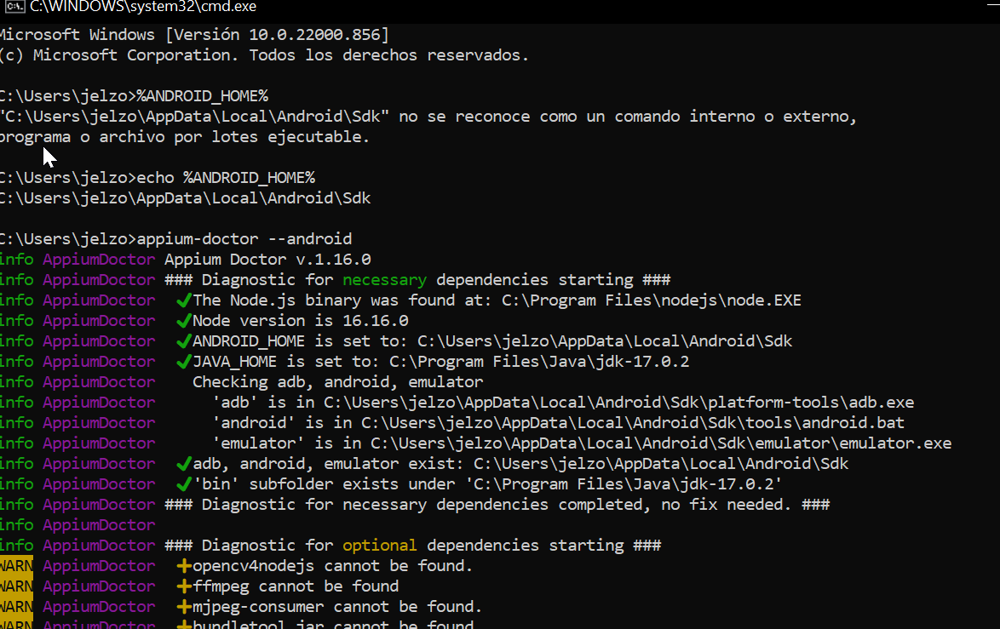 C:\WINDOWS\system32\cmd.exe
Microsoft Windows [Versión 10.0.22000.856]
(c) Microsoft Corporation. Todos los derechos reservados.
C:\Users\jelzo>%ANDROID_HOME%
"C:\Users\jelzo\AppData\Local\Android\Sdk" no se reconoce como un comando interno o externo,
programa o archivo por lotes ejecutable.
C:\Users\jelzo>echo %ANDROID_HOME%
C:\Users\jelzo\AppData\Local\Android\Sdk
C:\Users\jelzo>appium-doctor --android
info AppiumDoctor Appium Doctor v.1.16.0
info AppiumDoctor ### Diagnostic for necessary dependencies starting ###
info AppiumDoctor ✔The Node.js binary was found at: C:\Program Files\nodejs\node.EXE
info AppiumDoctor ✔Node version is 16.16.0
info AppiumDoctor ✔ANDROID_HOME is set to: C:\Users\jelzo\AppData\Local\Android\Sdk
info AppiumDoctor ✔JAVA_HOME is set to: C:\Program Files\Java\jdk-17.0.2
info AppiumDoctor Checking adb, android, emulator
info AppiumDoctor 'adb' is in C:\Users\jelzo\AppData\Local\Android\Sdk\platform-tools\adb.exe
info AppiumDoctor 'android' is in C:\Users\jelzo\AppData\Local\Android\Sdk\tools\android.bat
info AppiumDoctor 'emulator' is in C:\Users\jelzo\AppData\Local\Android\Sdk\emulator\emulator.exe
info AppiumDoctor ✔adb, android, emulator exist: C:\Users\jelzo\AppData\Local\Android\Sdk
info AppiumDoctor ✔'bin' subfolder exists under 'C:\Program Files\Java\jdk-17.0.2'
info AppiumDoctor ### Diagnostic for necessary dependencies completed, no fix needed. ###
info AppiumDoctor
info AppiumDoctor ### Diagnostic for optional dependencies starting ###
WARN AppiumDoctor ➕opencv4nodejs cannot be found.
WARN AppiumDoctor ➕ffmpeg cannot be found
WARN AppiumDoctor ➕mjpeg-consumer cannot be found.
WARN AppiumDoctor ➕bundletool.jar cannot be found